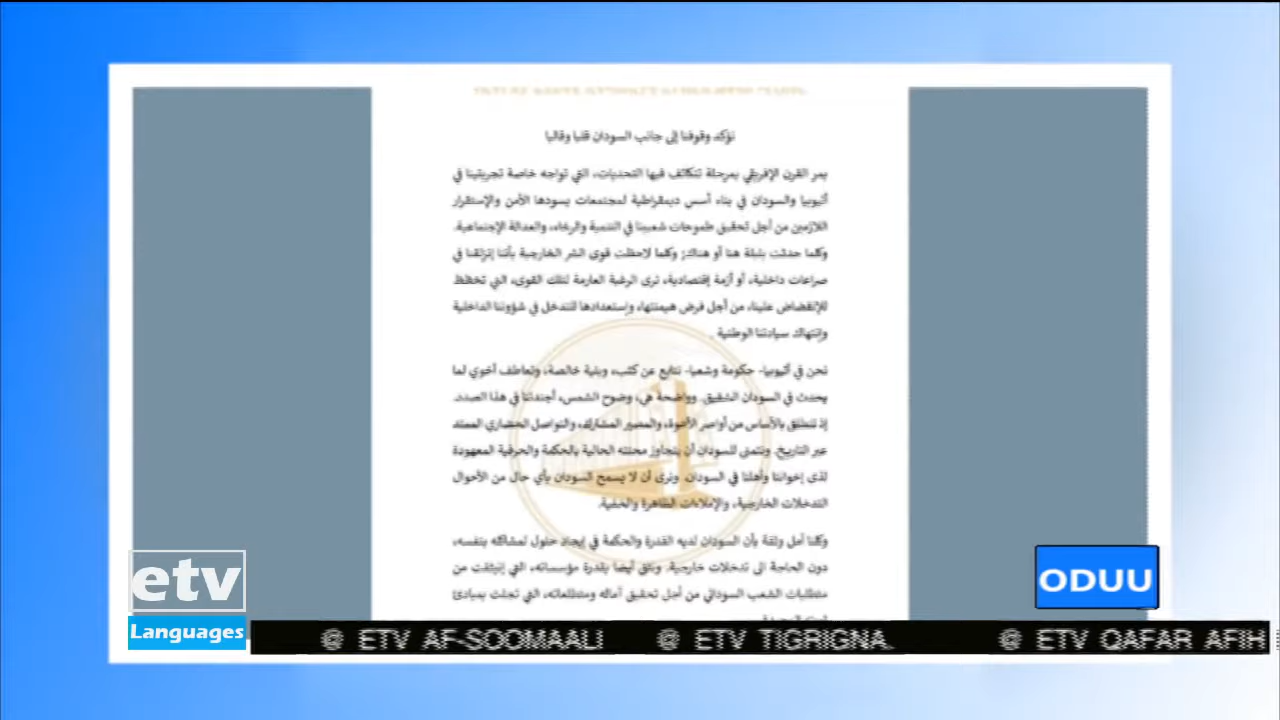 نؤكد وقوفنا إلى جانب السودان قلبا وقالبا
يمر القرن الإفريقي بمرحلة تتكاثف فيها التحديات، التي تواجه خاصة تجربتينا في
أثيوبيا والسودان في بناء أسس ديمقراطية لمجتمعات يسودها الأمن والإستقرار
اللازمين من أجل تحقيق طموحات شعبينا في التنمية والرفاه، والعدالة الإجتماعية.
وكلما حدثت بلبلة هنا أو هناك؛ وكلما لاحظت قوى الشر الخارجية بأننا إنزلقنا في
صراعات داخلية، أو أزمة إقتصادية، نرى الرغبة العارمة لتلك القوى، التي تخطط
للإنقضاض علينا، من أجل فرض هيمنتها، وإستعدادها للتدخل في شؤوننا الداخلية
وإنتهاك سيادتنا الوطنية .
نحن في أثيوبيا- حكومة وشعبا- نتابع عن كثب، وبنية خالصة، وتعاطف أخوي لما
يحدث في السودان الشقيق. وواضحة هي، وضوح الشمس، أجندتنا في هذا الصدد.
إذ تنطلق بالأساس من أواصر الأخوة، والمصير المشارك، والتواصل الحضاري الممتد
عبر التاريخ. ونتمنى للسودان أن يتجاوز محنته الحالية بالحكمة والحرفية المعهودة
لدى إخواننا وأهلنا في السودان. ونرى أن لا يسمح السودان بأي حال من الأحوال
التدخلات الخارجية، والإملاءات الظاهرة والخفية.
وكلنا أمل وثقة بأن السودان لديه القدرة والحكمة في إيجاد حلول لمشاكله بنفسه،
دون الحاجة الى تدخلات خارجية. ونثق أيضا بقدرة مؤسساته، التي إنبثقت من
متطلبات الشعب السوداني من أجل تحقيق آماله ومتطلعاته، التي تجلت بمبادئ
etv
Languages
ODUU
@ ETV AF-SOOMAALI @ ETV TIGRIGNA @ ETV QAFAR AFIH